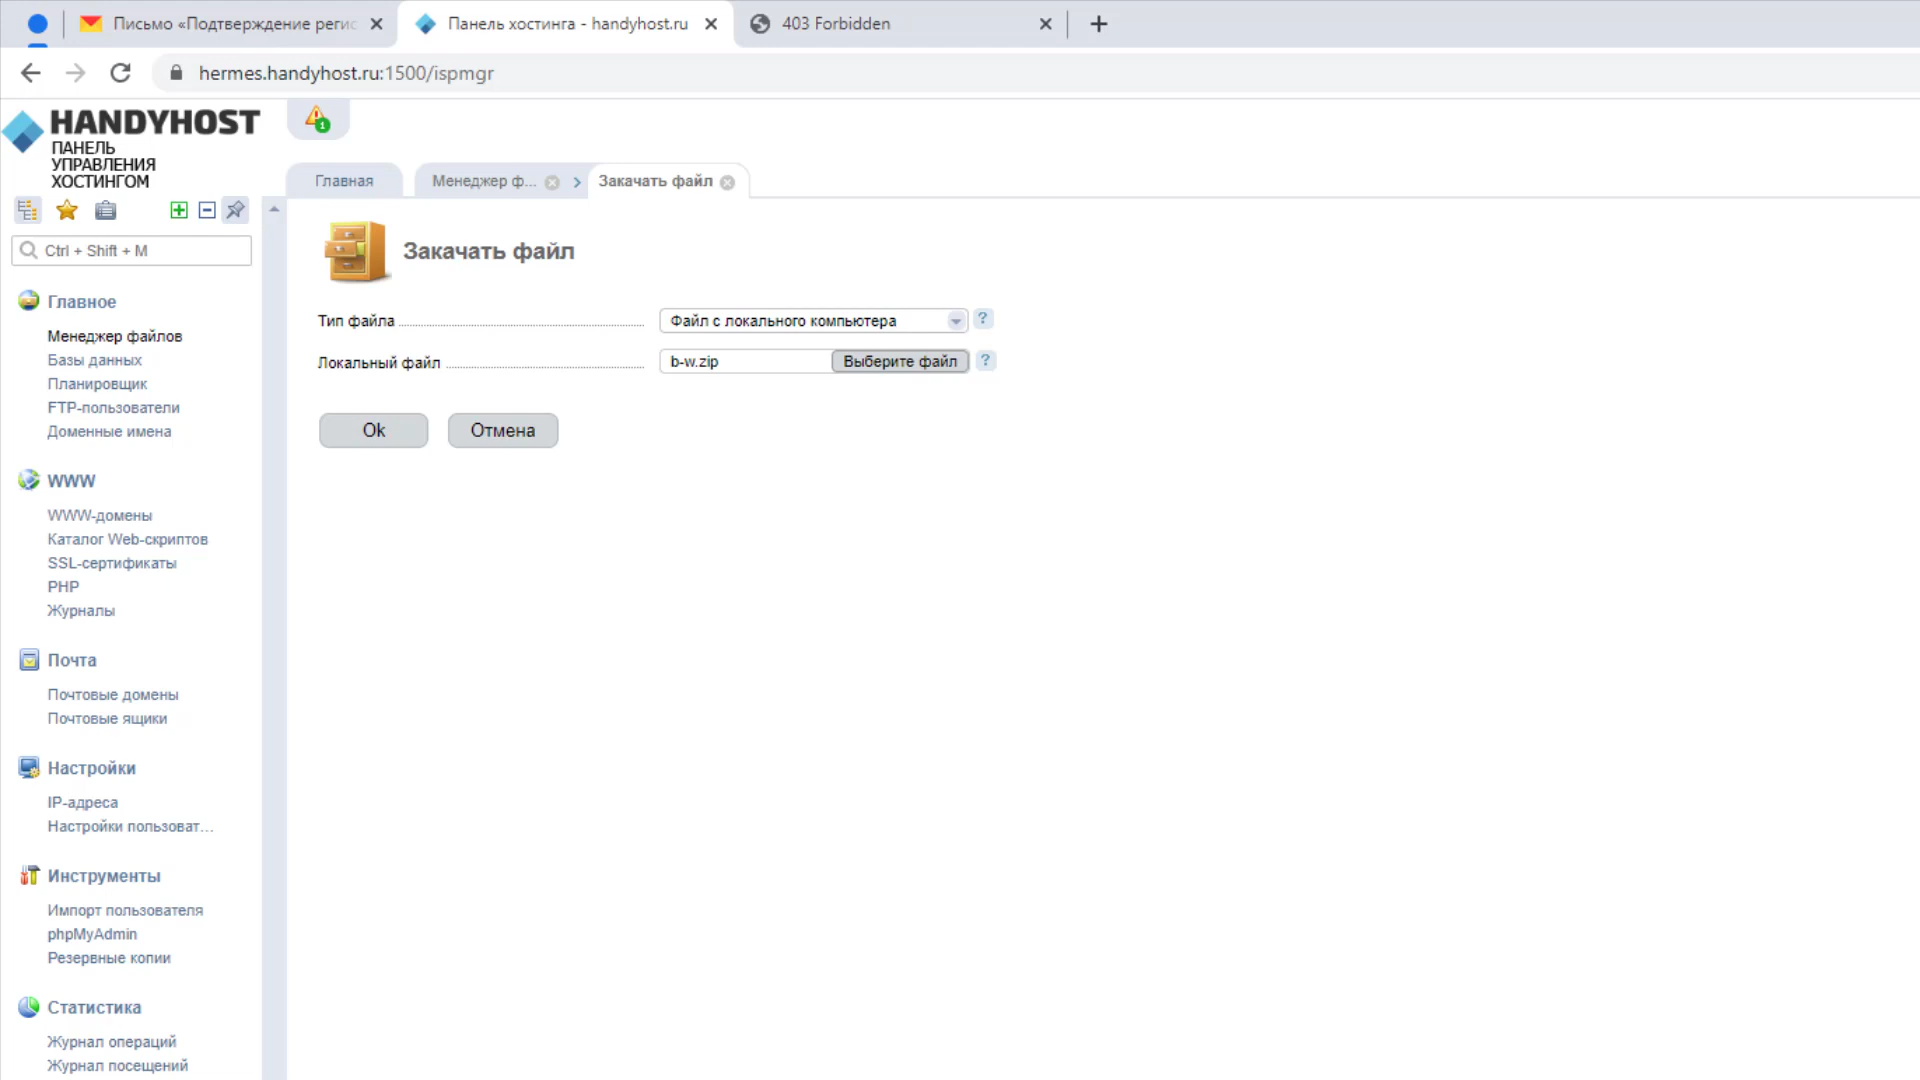 Письмо «Подтверждение регис
Панель хостинга - handyhost.ru
403 Forbidden
hermes.handyhost.ru:1500/ispmgr
HANDYHOST
ПАНЕЛЬ
УПРАВЛЕНИЯ
ХОСТИНГОМ
1
Главная
Менеджер ф...
Закачать файл
Ctrl + Shift + M
Главное
Менеджер файлов
Базы данных
Планировщик
FTP-пользователи
Доменные имена
WWW
WWW-домены
Каталог Web-скриптов
SSL-сертификаты
PHP
Журналы
Почта
Почтовые домены
Почтовые ящики
Настройки
IP-адреса
Настройки пользоват...
Инструменты
Импорт пользователя
phpMyAdmin
Резервные копии
Статистика
Журнал операций
Журнал посещений
Закачать файл
Тип файла
Файл с локального компьютера
?
Локальный файл
b-w.zip
Выберите файл
?
Ok
Отмена